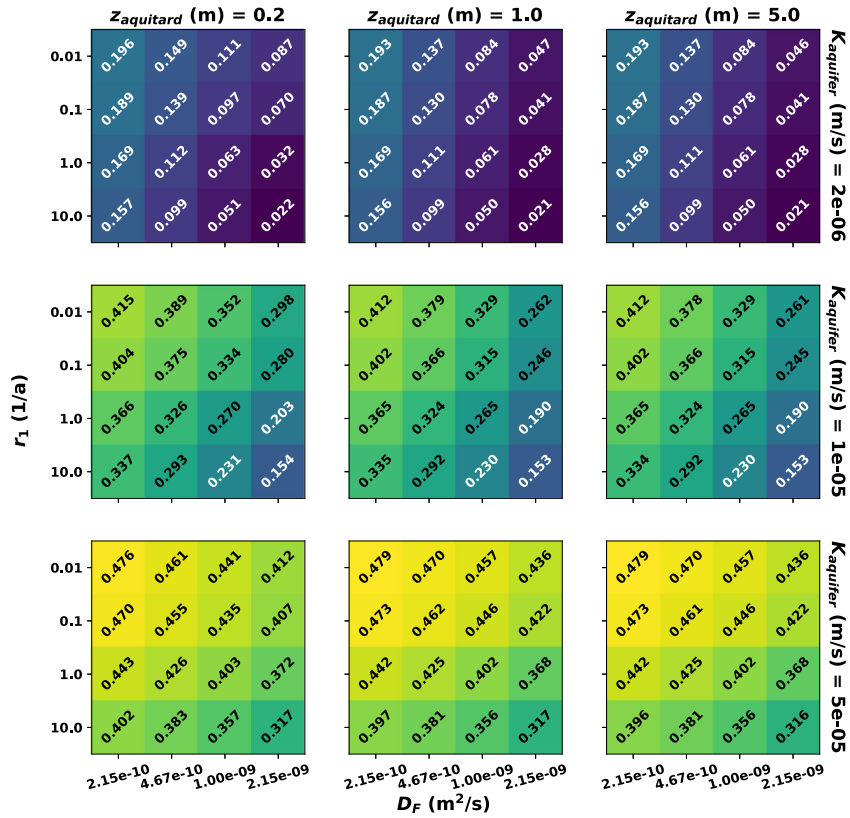 z_aquitard (m) = 0.2 z_aquitard (m) = 1.0 z_aquitard (m) = 5.0
0.01 0.196 0.149 0.111 0.087 0.193 0.137 0.084 0.047 0.193 0.137 0.084 0.046
0.1 0.189 0.139 0.097 0.070 0.187 0.130 0.078 0.041 0.187 0.130 0.078 0.041
1.0 0.169 0.112 0.063 0.032 0.169 0.111 0.061 0.028 0.169 0.111 0.061 0.028
10.0 0.157 0.099 0.051 0.022 0.156 0.099 0.050 0.021 0.156 0.099 0.050 0.021
K_aquifer (m/s) = 2e-06
0.01 0.415 0.389 0.352 0.298 0.412 0.379 0.329 0.262 0.412 0.378 0.329 0.261
0.1 0.404 0.375 0.334 0.280 0.402 0.366 0.315 0.246 0.402 0.366 0.315 0.245
1.0 0.366 0.326 0.270 0.203 0.365 0.324 0.265 0.190 0.365 0.324 0.265 0.190
10.0 0.337 0.293 0.231 0.154 0.335 0.292 0.230 0.153 0.334 0.292 0.230 0.153
r_1 (1/a)
K_aquifer (m/s) = 1e-05
0.01 0.476 0.461 0.441 0.412 0.479 0.470 0.457 0.436 0.479 0.470 0.457 0.436
0.1 0.470 0.455 0.435 0.407 0.473 0.462 0.446 0.422 0.473 0.461 0.446 0.422
1.0 0.443 0.426 0.403 0.372 0.442 0.425 0.402 0.368 0.442 0.425 0.402 0.368
10.0 0.402 0.383 0.357 0.317 0.397 0.381 0.356 0.317 0.396 0.381 0.356 0.316
K_aquifer (m/s) = 5e-05
2.15e-10 4.67e-10 1.00e-09 2.15e-09 2.15e-10 4.67e-10 1.00e-09 2.15e-09 2.15e-10 4.67e-10 1.00e-09 2.15e-09
D_F (m²/s)